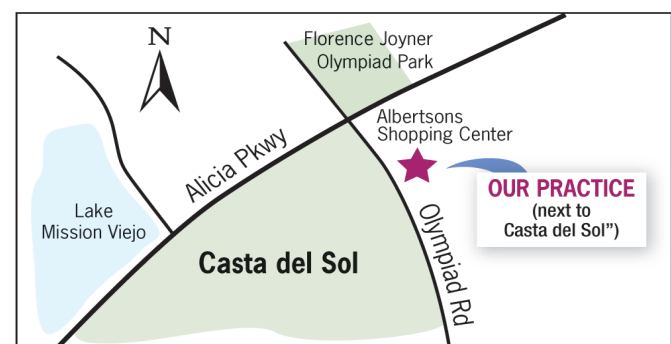 N
Florence Joyner
Olympiad Park
Albertsons
Shopping Center
Alicia Pkwy
OUR PRACTICE
(next to
Casta del Sol”)
Lake
Mission Viejo
Casta del Sol
Olympiad Rd